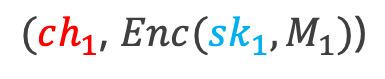 (ch₁, Enc(sk₁, M₁))